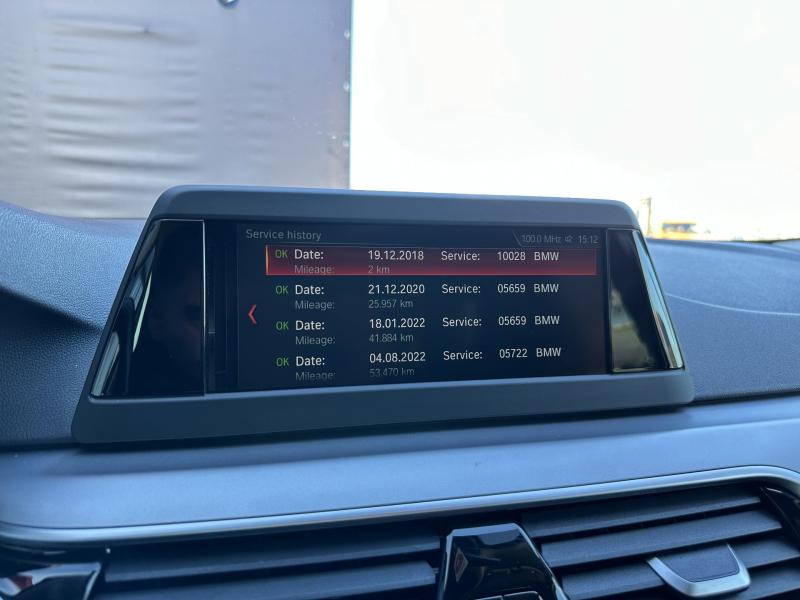 Service history 100.0 MHz 15:12
OK Date: 19.12.2018 Service: 10028 BMW
Mileage: 2 km
OK Date: 21.12.2020 Service: 05659 BMW
Mileage: 25.957 km
OK Date: 18.01.2022 Service: 05659 BMW
Mileage: 41.884 km
OK Date: 04.08.2022 Service: 05722 BMW
Mileage: 53.470 km